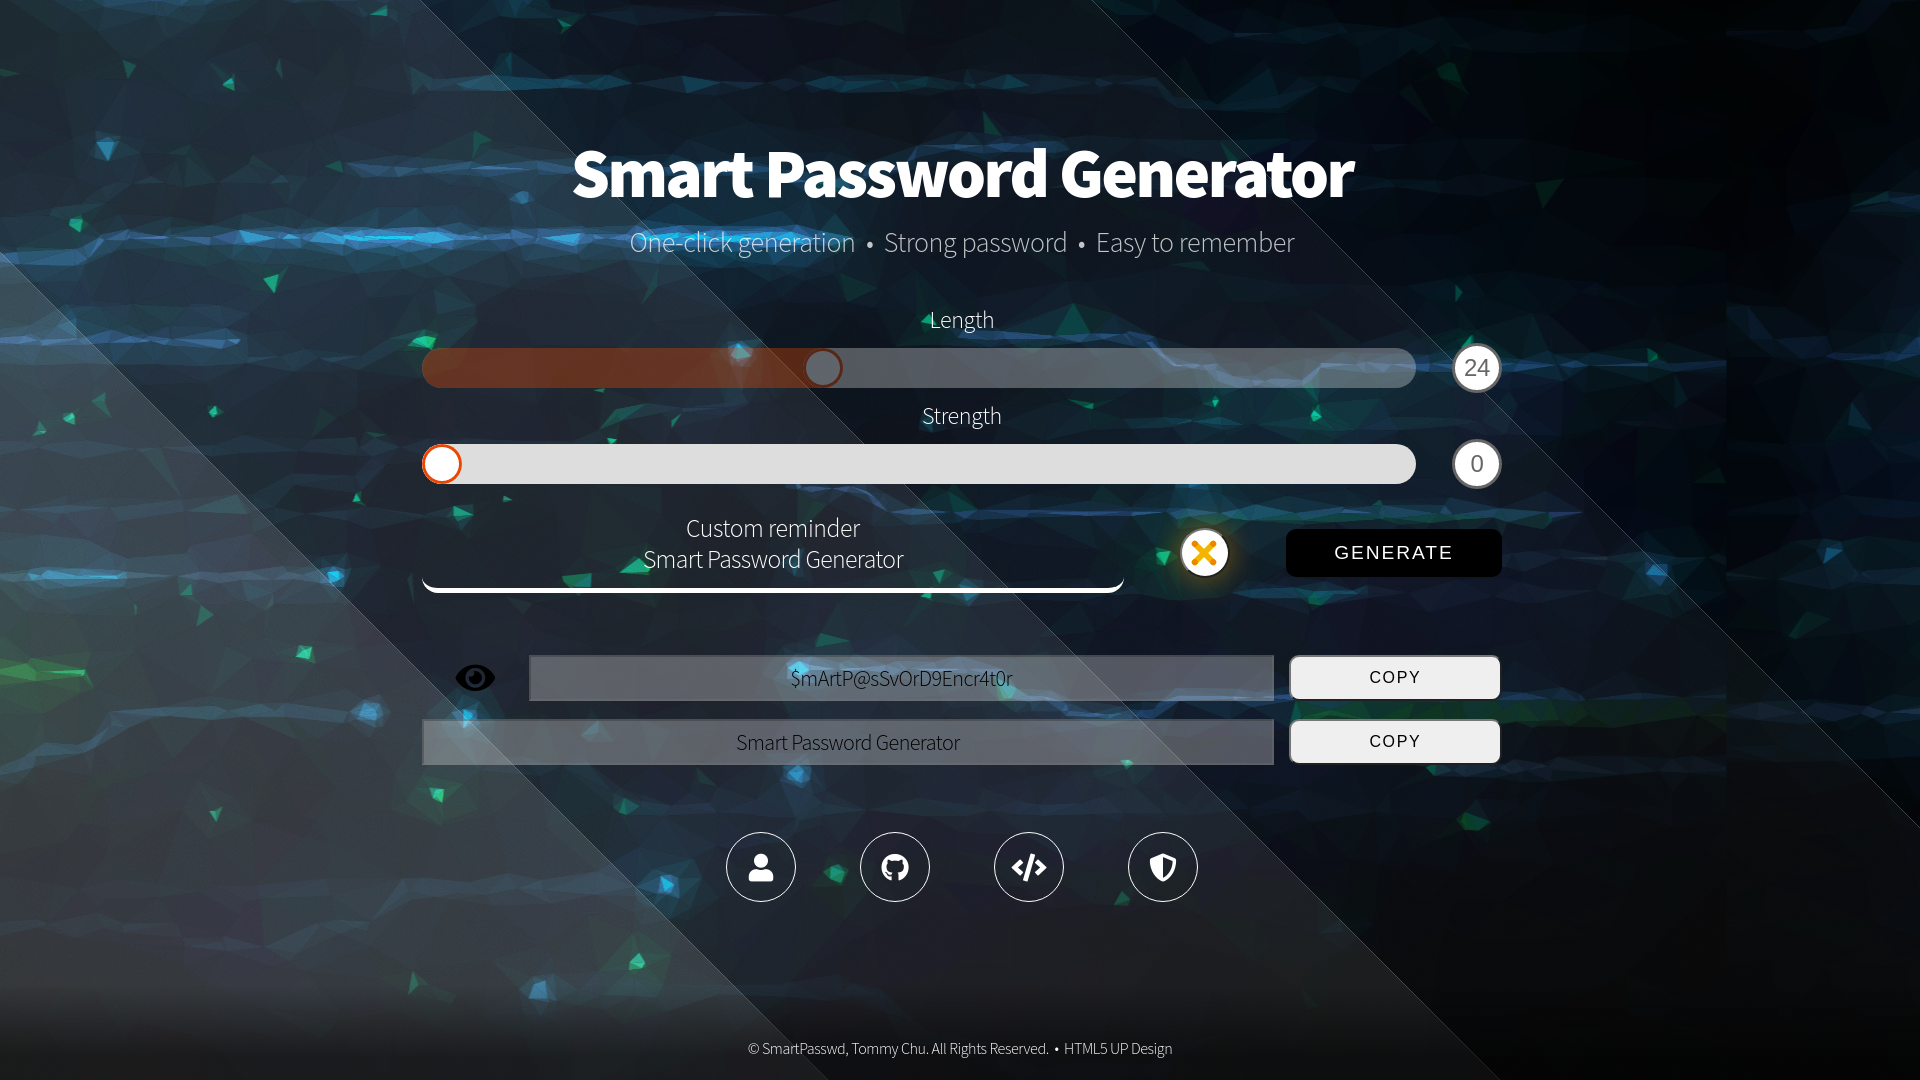 Smart Password Generator
One-click generation • Strong password • Easy to remember
Length
24
Strength
0
Custom reminder
Smart Password Generator
GENERATE
$mArtP@sSvOrD9Encr4t0r
COPY
Smart Password Generator
COPY
© SmartPasswd, Tommy Chu. All Rights Reserved. • HTML5 UP Design